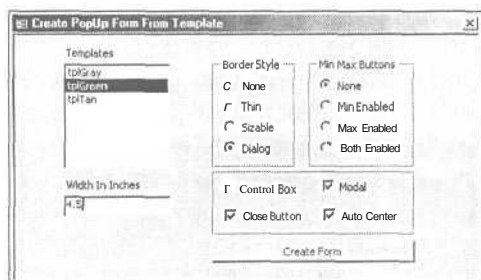 Create PopUp Form From Template
Templates
tplGray
tplGreen
tplTan
Border Style
None
Thin
Sizable
Dialog
Min Max Buttons
None
Min Enabled
Max Enabled
Both Enabled
Width In Inches
4.5
Control Box
Modal
Close Button
Auto Center
Create Form